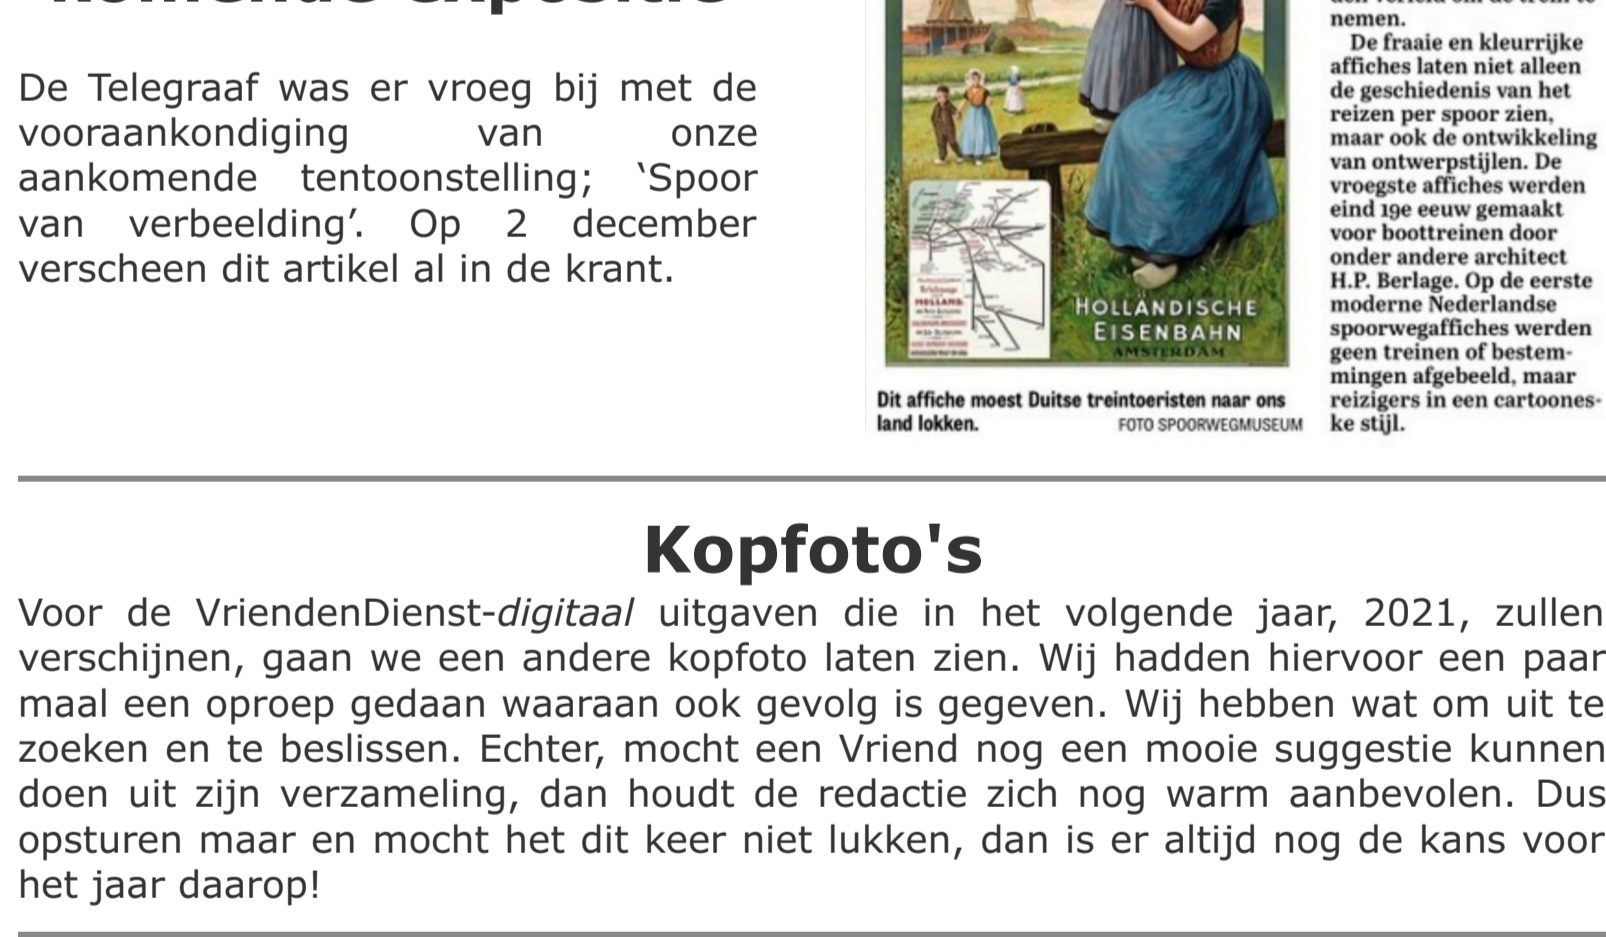 komende expositie
De Telegraaf was er vroeg bij met de
vooraankondiging van onze
aankomende tentoonstelling; ‘Spoor
van verbeelding’. Op 2 december
verscheen dit artikel al in de krant.
HOLLÄNDISCHE
EISENBAHN
AMSTERDAM
HOLLAND
Dit affiche moest Duitse treintoeristen naar ons
land lokken. FOTO SPOORWEGMUSEUM
nemen.
De fraaie en kleurrijke
affiches laten niet alleen
de geschiedenis van het
reizen per spoor zien,
maar ook de ontwikkeling
van ontwerpstijlen. De
vroegste affiches werden
eind 19e eeuw gemaakt
voor boottreinen door
onder andere architect
H.P. Berlage. Op de eerste
moderne Nederlandse
spoorwegaffiches werden
geen treinen of bestem-
mingen afgebeeld, maar
reizigers in een cartoones-
ke stijl.
Kopfoto's
Voor de VriendenDienst-digitaal uitgaven die in het volgende jaar, 2021, zullen
verschijnen, gaan we een andere kopfoto laten zien. Wij hadden hiervoor een paar
maal een oproep gedaan waaraan ook gevolg is gegeven. Wij hebben wat om uit te
zoeken en te beslissen. Echter, mocht een Vriend nog een mooie suggestie kunnen
doen uit zijn verzameling, dan houdt de redactie zich nog warm aanbevolen. Dus
opsturen maar en mocht het dit keer niet lukken, dan is er altijd nog de kans voor
het jaar daarop!